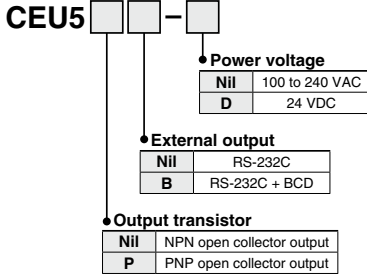 CEU5 –
Power voltage
Nil 100 to 240 VAC
D 24 VDC
External output
Nil RS-232C
B RS-232C + BCD
Output transistor
Nil NPN open collector output
P PNP open collector output